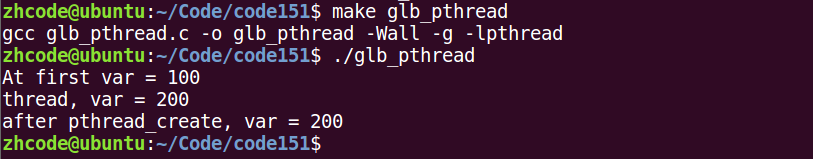 zhcode@ubuntu:~/Code/code151$ make glb_pthread
gcc glb_pthread.c -o glb_pthread -Wall -g -lpthread
zhcode@ubuntu:~/Code/code151$ ./glb_pthread
At first var = 100
thread, var = 200
after pthread_create, var = 200
zhcode@ubuntu:~/Code/code151$